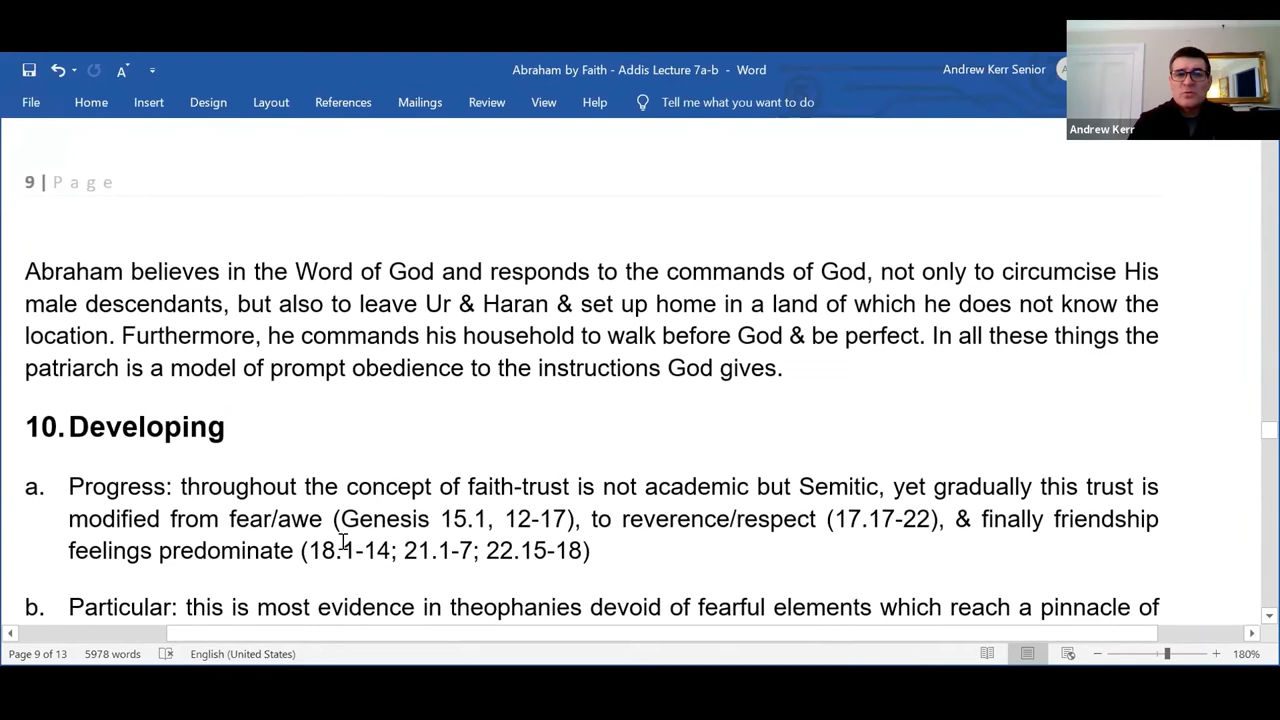 Abraham by Faith - Addis Lecture 7a-b - Word
Andrew Kerr Senior
File Home Insert Design Layout References Mailings Review View Help Tell me what you want to do
Andrew Kerr
9 | P a g e
Abraham believes in the Word of God and responds to the commands of God, not only to circumcise His
male descendants, but also to leave Ur & Haran & set up home in a land of which he does not know the
location. Furthermore, he commands his household to walk before God & be perfect. In all these things the
patriarch is a model of prompt obedience to the instructions God gives.
10. Developing
a. Progress: throughout the concept of faith-trust is not academic but Semitic, yet gradually this trust is
modified from fear/awe (Genesis 15.1, 12-17), to reverence/respect (17.17-22), & finally friendship
feelings predominate (18.1-14; 21.1-7; 22.15-18)
b. Particular: this is most evidence in theophanies devoid of fearful elements which reach a pinnacle of
Page 9 of 13 5978 words English (United States) 180%